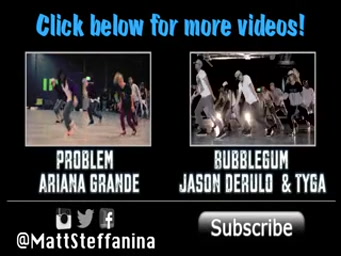 Click below for more videos!
PROBLEM
ARIANA GRANDE
BUBBLEGUM
JASON DERULO & TYGA
@MattSteffanina
Subscribe